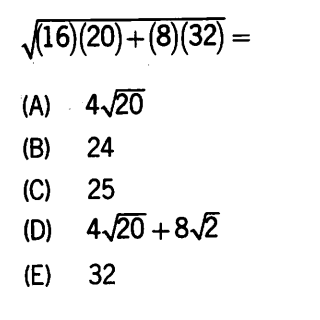 √(16)(20)+(8)(32) =
(A) 4√20
(B) 24
(C) 25
(D) 4√20 + 8√2
(E) 32